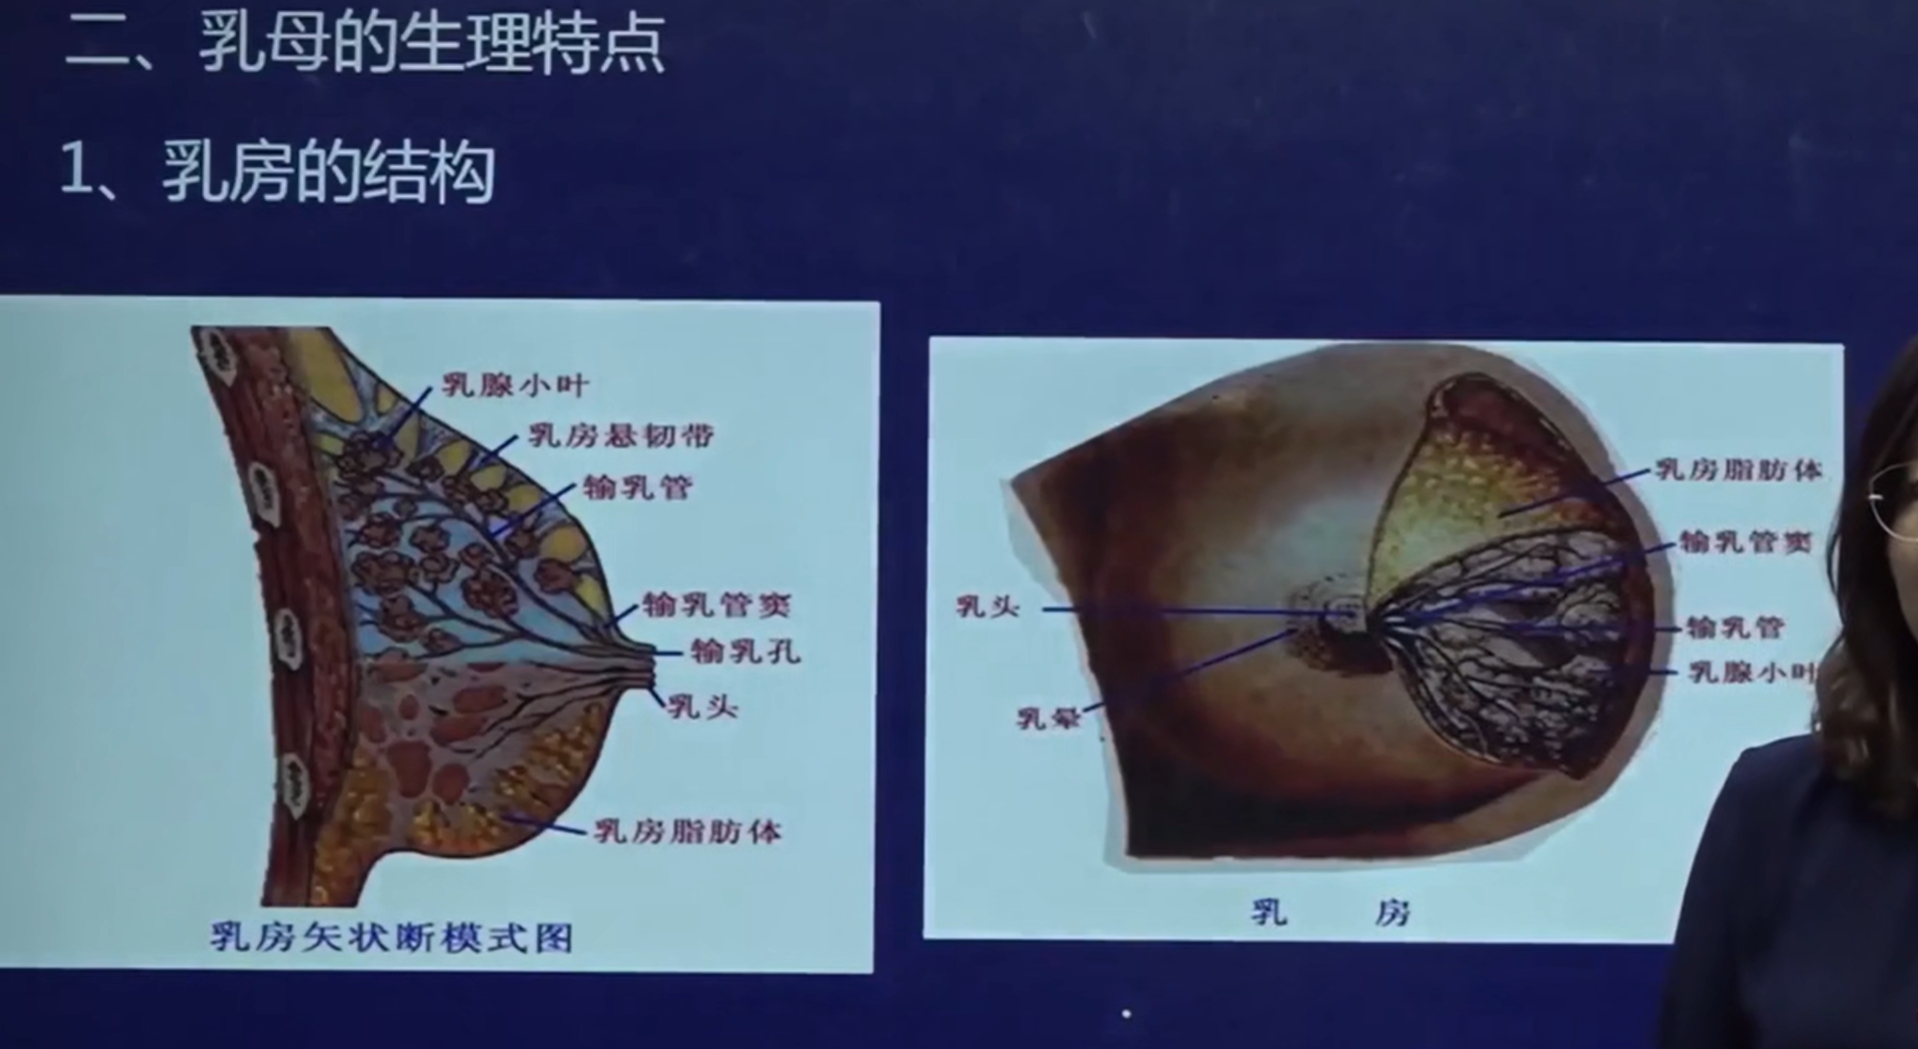 二、乳母的生理特点
1、乳房的结构
乳腺小叶
乳房悬韧带
输乳管
输乳管窦
输乳孔
乳头
乳房脂肪体
乳房矢状断模式图
乳房脂肪体
输乳管窦
乳头
输乳管
乳腺小叶
乳晕
乳 房